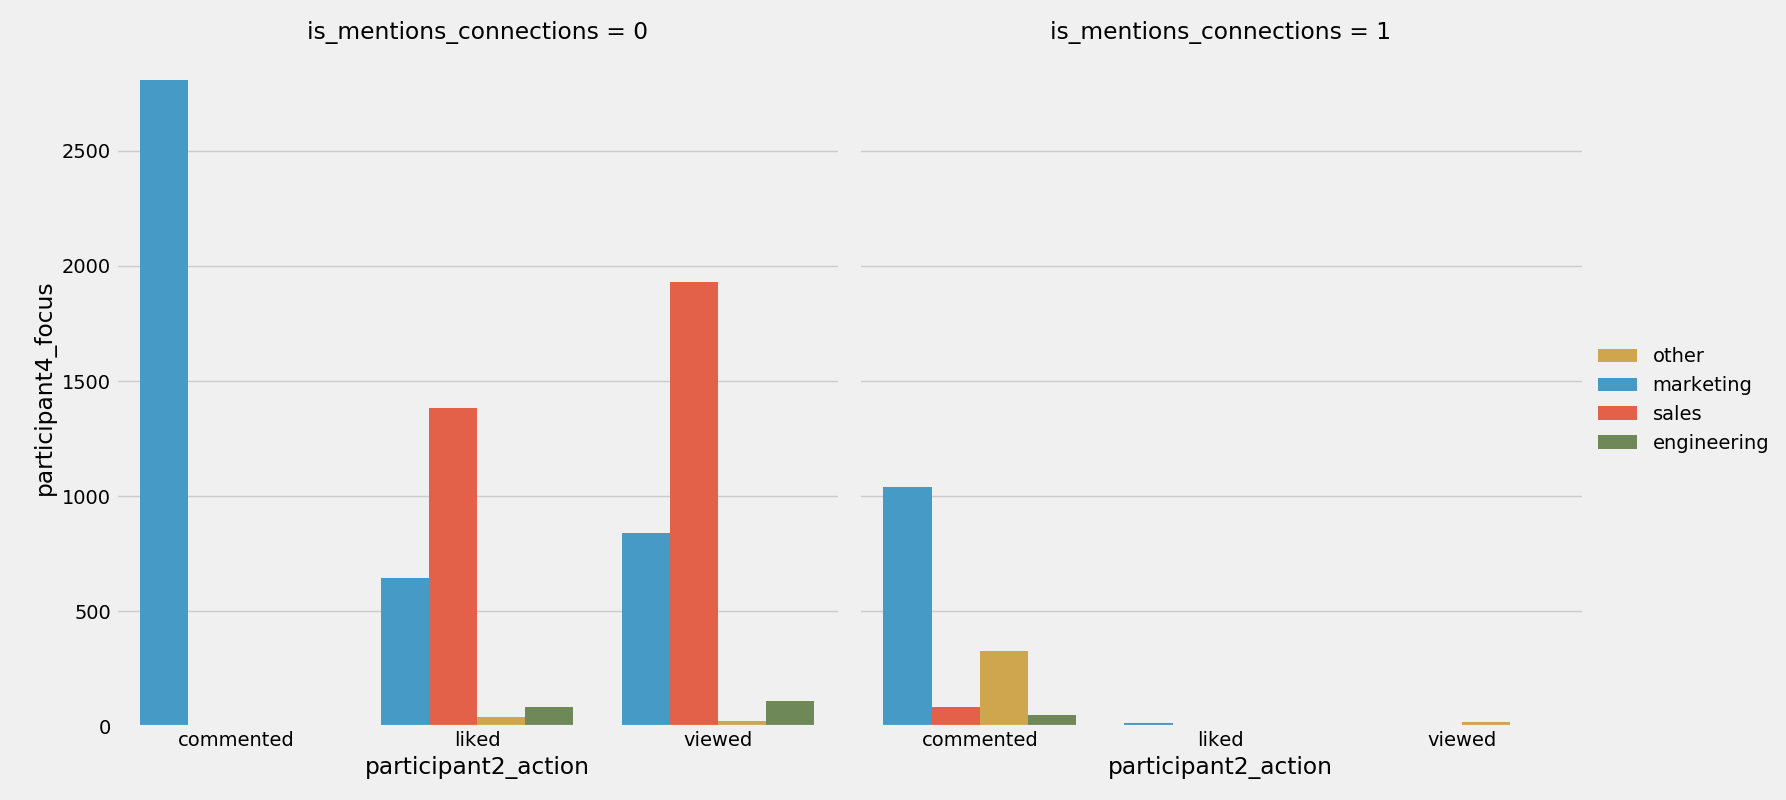 is_mentions_connections = 0
is_mentions_connections = 1
participant4_focus
2500
2000
1500
1000
500
0
commented
liked
viewed
commented
liked
viewed
participant2_action
participant2_action
other
marketing
sales
engineering